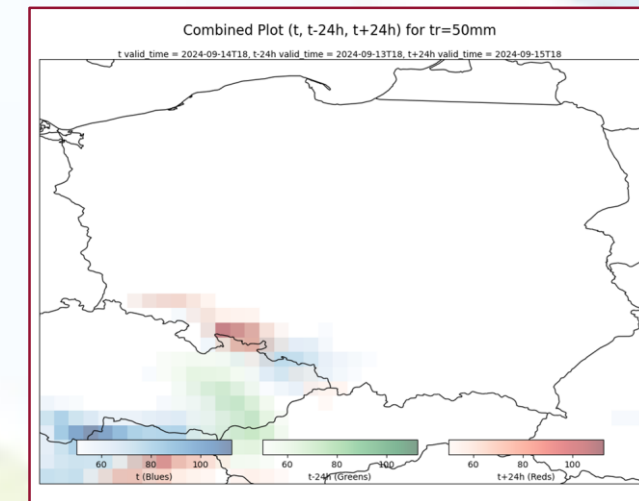 Combined Plot (t, t-24h, t+24h) for tr=50mm
t valid_time = 2024-09-14T18, t-24h valid_time = 2024-09-13T18, t+24h valid_time = 2024-09-15T18
60 80 100 60 80 100 60 80 100
t (Blues) t-24h (Greens) t+24h (Reds)